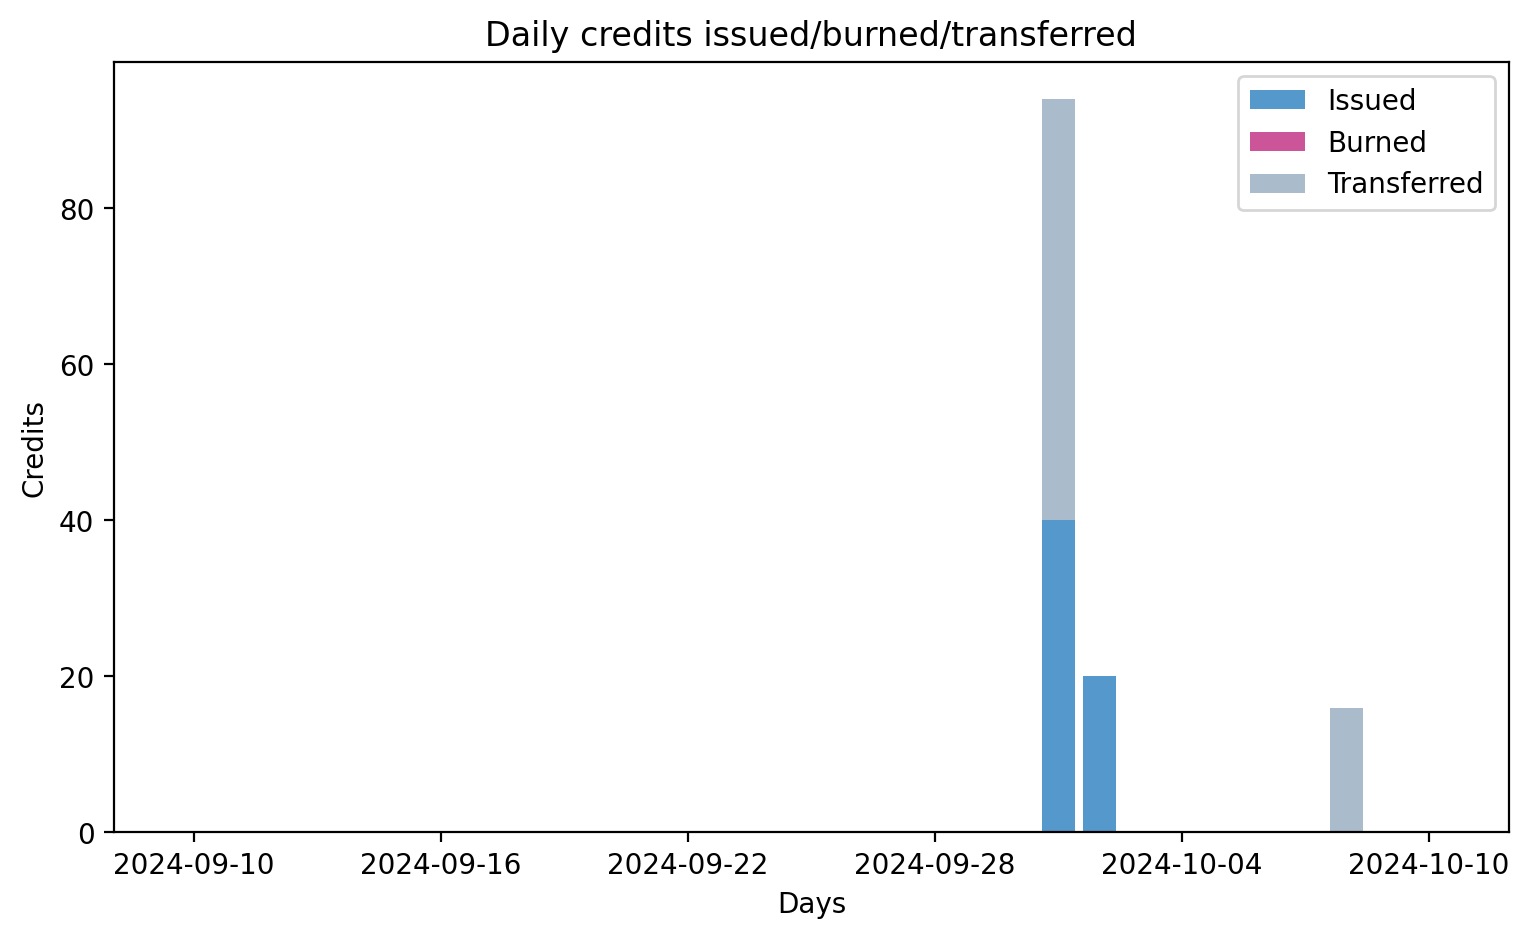 Daily credits issued/burned/transferred
Issued
Burned
Transferred
80
60
40
20
0
Credits
2024-09-10 2024-09-16 2024-09-22 2024-09-28 2024-10-04 2024-10-10
Days